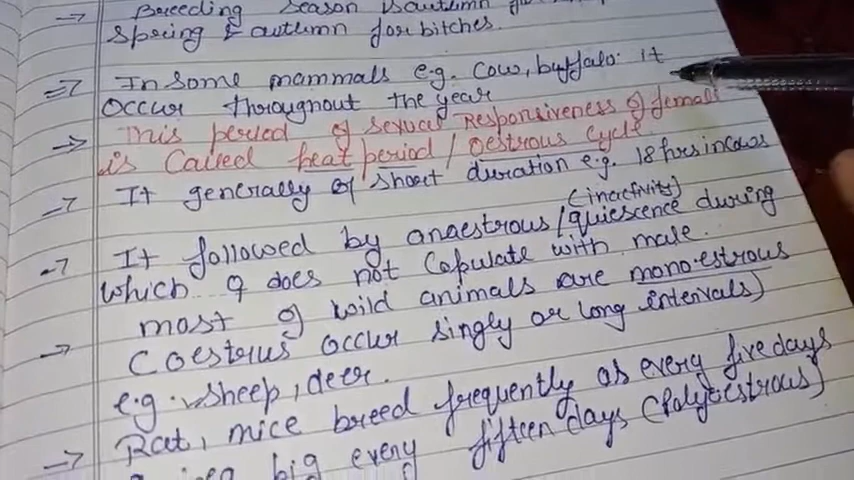 → Breeding season is autumn
spring & autumn for bitches.
⇒ In some mammals e.g. Cow, buffalo. it
occur throughout the year
→ This period of sexual Responsiveness of female
is Called heat period / Oestrous Cycle.
→ It generally of short duration e.g. 18 hrs in Cows
(inactivity)
→ It followed by anaestrous / quiescence during
which ♀ does not Copulate with male.
→ most of wild animals are mono-estrous
(oestrus occur singly or long intervals)
e.g. sheep, deer.
→ Rat, mice breed frequently as every five days
big every fifteen days (Polyoestrous)